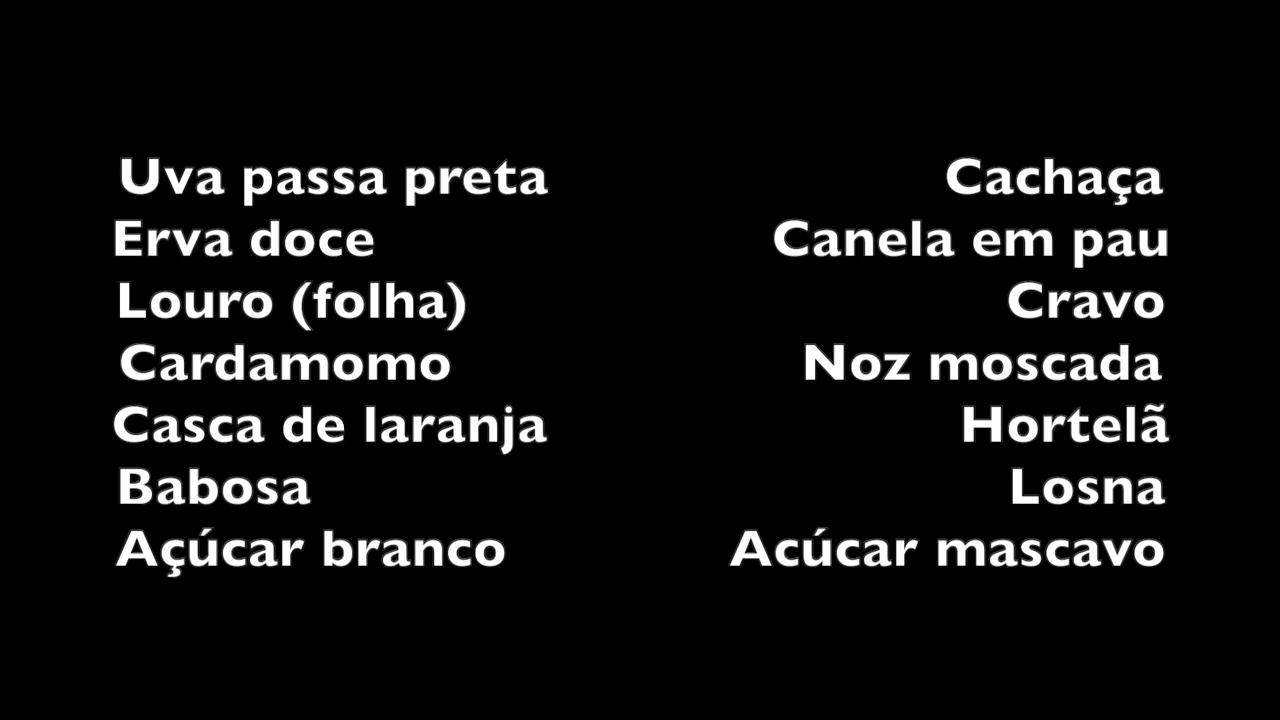 Uva passa preta Cachaça
Erva doce Canela em pau
Louro (folha) Cravo
Cardamomo Noz moscada
Casca de laranja Hortelã
Babosa Losna
Açúcar branco Acúcar mascavo